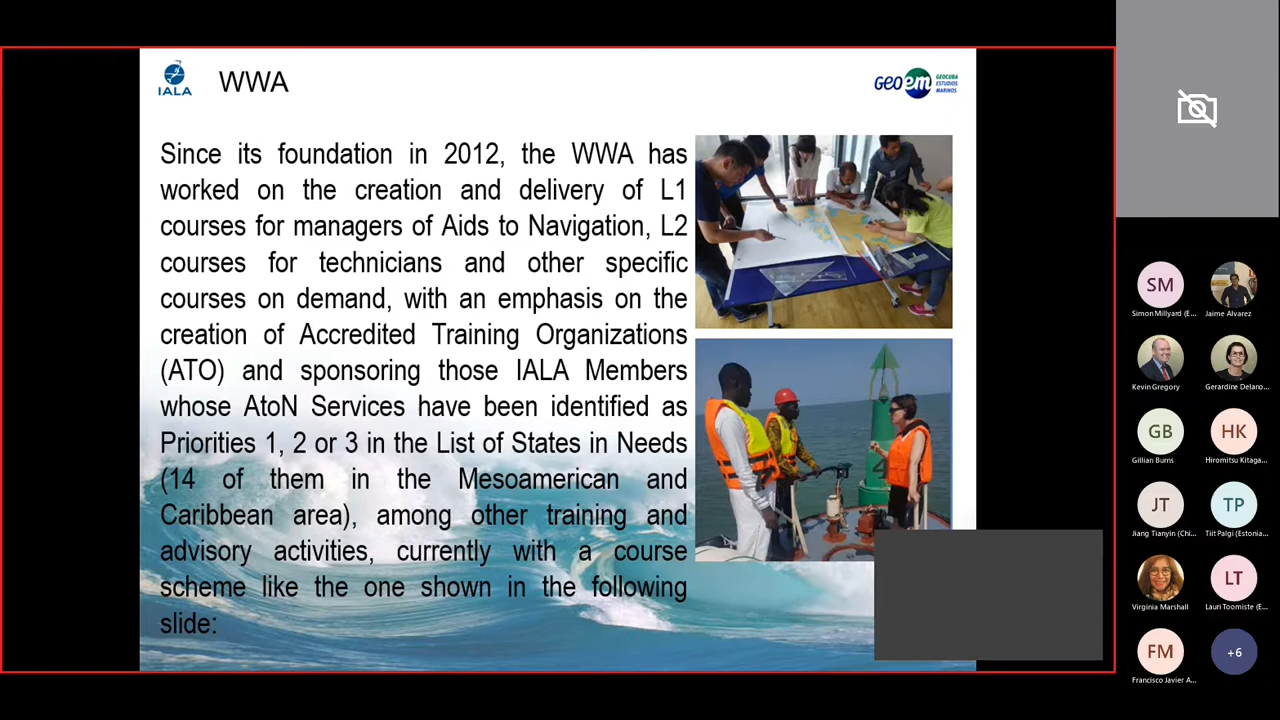 IALA
WWA
GEOem
GEOCUBA
ESTUDIOS
MARINOS
Since its foundation in 2012, the WWA has
worked on the creation and delivery of L1
courses for managers of Aids to Navigation, L2
courses for technicians and other specific
courses on demand, with an emphasis on the
creation of Accredited Training Organizations
(ATO) and sponsoring those IALA Members
whose AtoN Services have been identified as
Priorities 1, 2 or 3 in the List of States in Needs
(14 of them in the Mesoamerican and
Caribbean area), among other training and
advisory activities, currently with a course
scheme like the one shown in the following
slide:
4
SM
Simon Millyard (E...
Jaime Alvarez
Kevin Gregory
Gerardine Delano...
GB
Gillian Burns
HK
Hiromitsu Kitaga...
JT
Jiang Tianyin (Chi...
TP
Tiit Palgi (Estonia...
Virginia Marshall
LT
Lauri Toomiste (E...
FM
Francisco Javier A...
+6